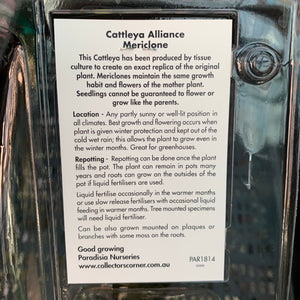 Cattleya Alliance
Mericlone
This Cattleya has been produced by tissue
culture to create an exact replica of the original
plant. Mericlones maintain the same growth
habit and flowers of the mother plant.
Seedlings cannot be guaranteed to flower or
grow like the parents.
Location - Any partly sunny or well-lit position in
all climates. Best growth and flowering occurs when
plant is given winter protection and kept out of the
cold wet rain; this allows the plant to grow even in
the winter months. Great for greenhouses.
Repotting - Repotting can be done once the plant
fills the pot. The plant can remain in pots many
years and roots can grow on the outsides of the
pot if liquid fertilisers are used.
Liquid fertilise occasionally in the warmer months
or use slow release fertilisers with occasional liquid
feeding in warmer months. Tree mounted specimens
will need liquid fertiliser.
Can be also grown mounted on plaques or
branches with some moss on the roots.
Good growing
Paradisia Nurseries
www.collectorscorner.com.au
PAR1814